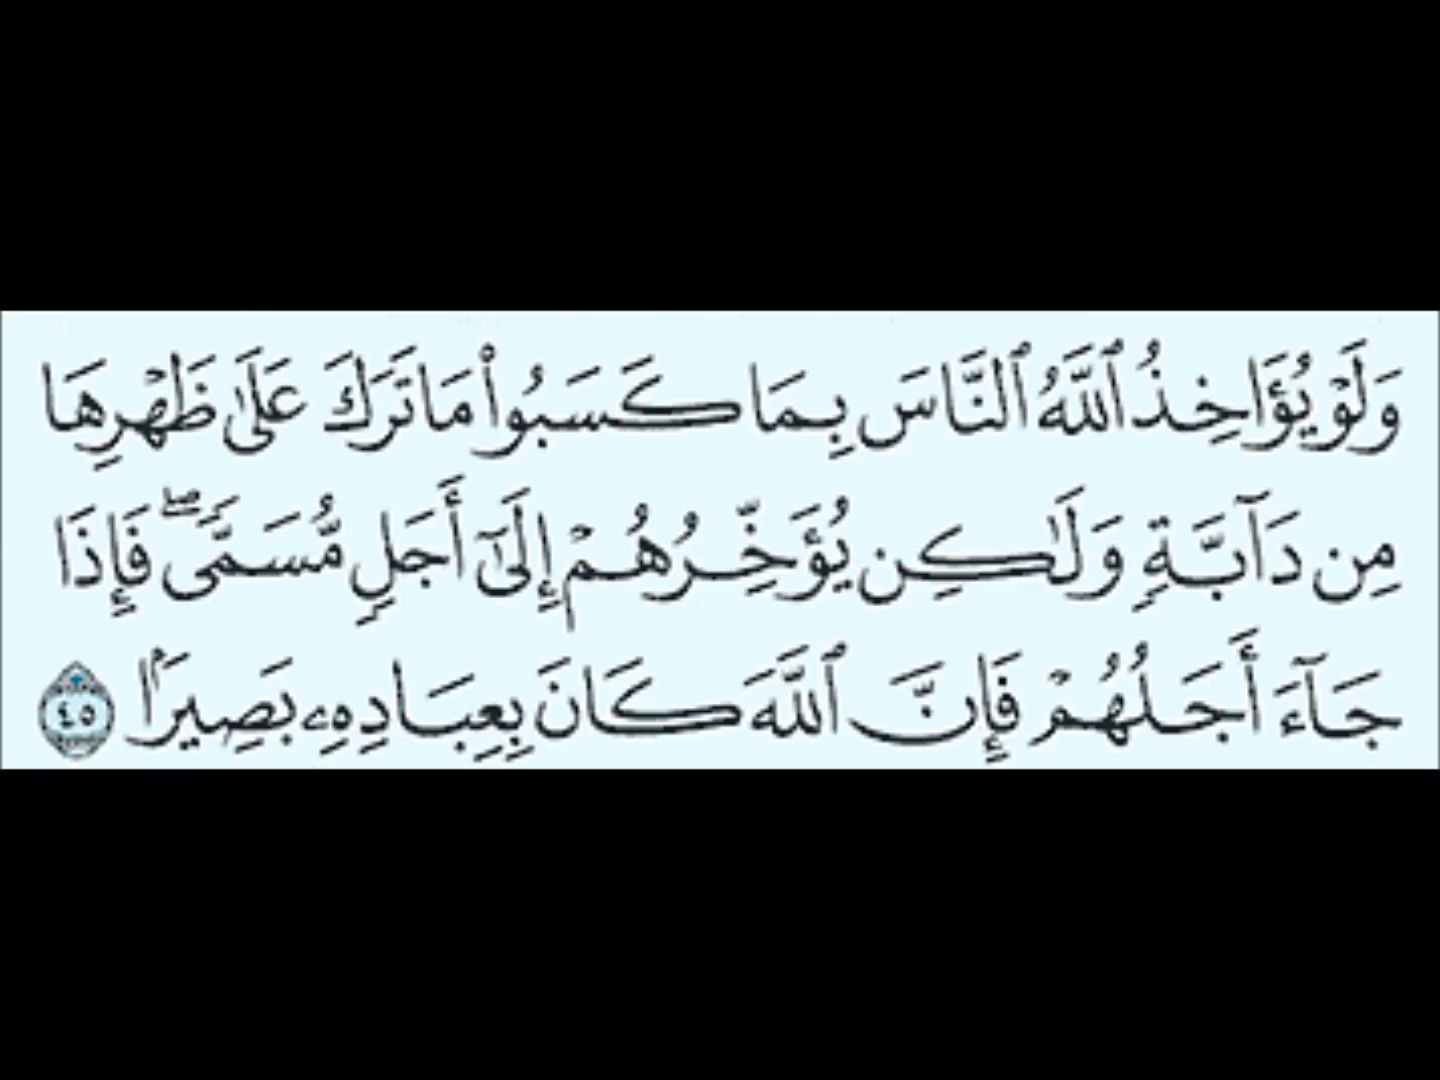 وَلَوْ يُؤَاخِذُ ٱللَّهُ ٱلنَّاسَ بِمَا كَسَبُوا۟ مَا تَرَكَ عَلَىٰ ظَهْرِهَا
مِن دَآبَّةٍ وَلَٰكِن يُؤَخِّرُهُمْ إِلَىٰٓ أَجَلٍ مُّسَمًّى ۖ فَإِذَا
جَآءَ أَجَلُهُمْ فَإِنَّ ٱللَّهَ كَانَ بِعِبَادِهِۦ بَصِيرًۢا ٤٥